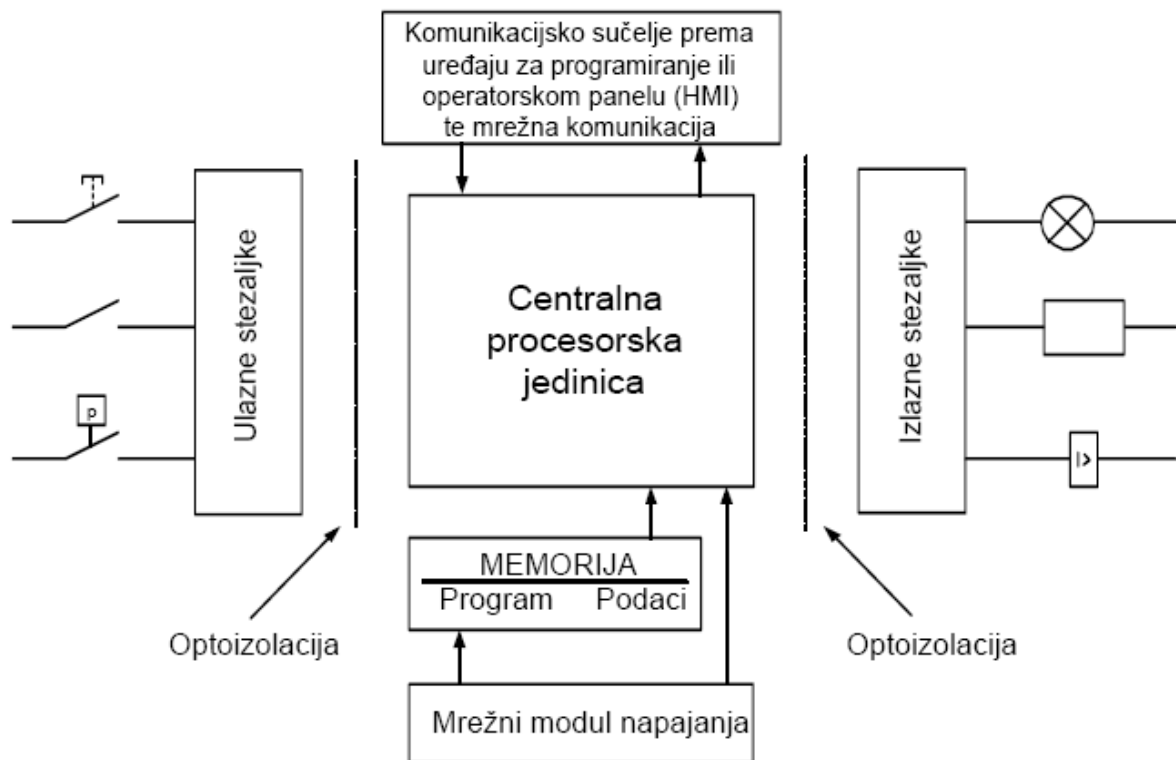 Komunikacijsko sučelje prema
uređaju za programiranje ili
operatorskom panelu (HMI)
te mrežna komunikacija
Ulazne stezaljke
p
Centralna
procesorska
jedinica
Izlazne stezaljke
MEMORIJA
Program Podaci
Optoizolacija
Optoizolacija
Mrežni modul napajanja